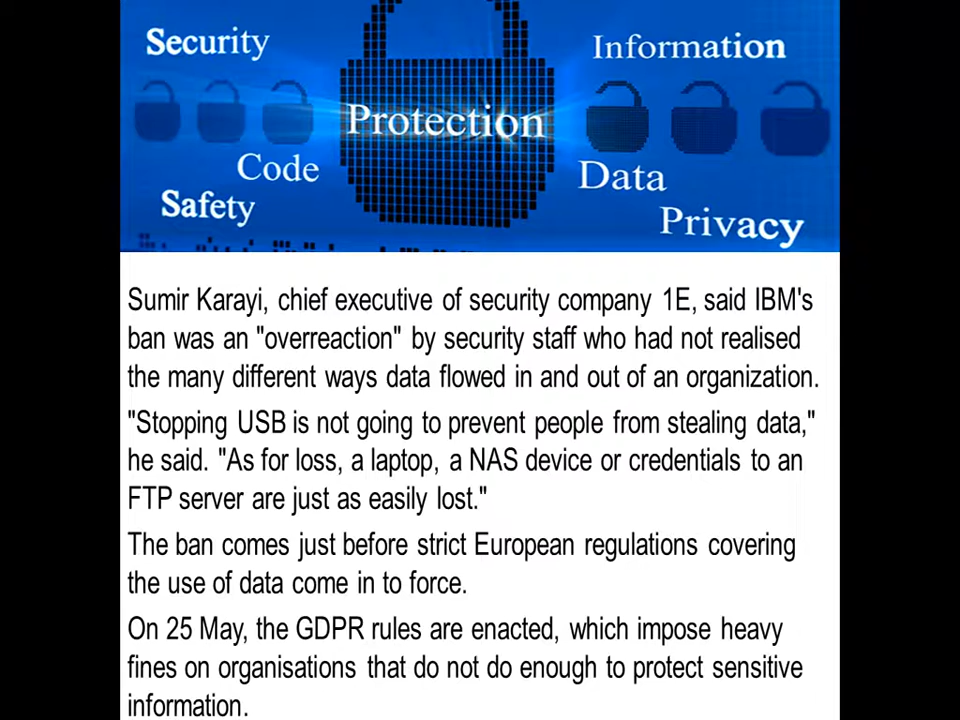 Security
Information
Protection
Code
Data
Safety
Privacy
Sumir Karayi, chief executive of security company 1E, said IBM's
ban was an "overreaction" by security staff who had not realised
the many different ways data flowed in and out of an organization.
"Stopping USB is not going to prevent people from stealing data,"
he said. "As for loss, a laptop, a NAS device or credentials to an
FTP server are just as easily lost."
The ban comes just before strict European regulations covering
the use of data come in to force.
On 25 May, the GDPR rules are enacted, which impose heavy
fines on organisations that do not do enough to protect sensitive
information.